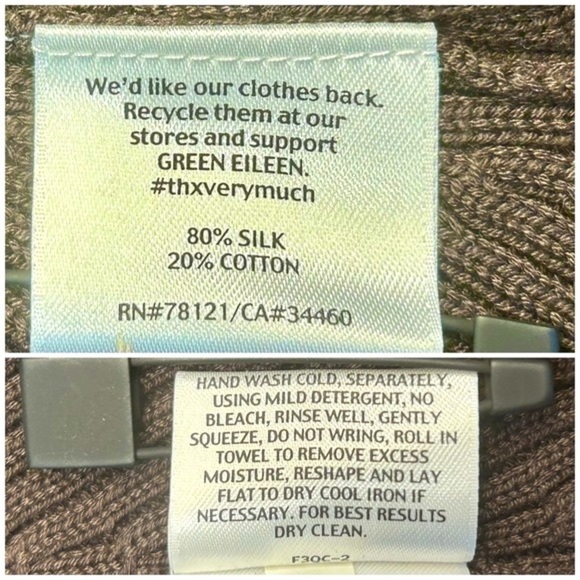 We'd like our clothes back.
Recycle them at our
stores and support
GREEN EILEEN.
#thxverymuch
80% SILK
20% COTTON
RN#78121/CA#34460
HAND WASH COLD, SEPARATELY,
USING MILD DETERGENT, NO
BLEACH, RINSE WELL, GENTLY
SQUEEZE, DO NOT WRING, ROLL IN
TOWEL TO REMOVE EXCESS
MOISTURE, RESHAPE AND LAY
FLAT TO DRY COOL IRON IF
NECESSARY. FOR BEST RESULTS
DRY CLEAN.